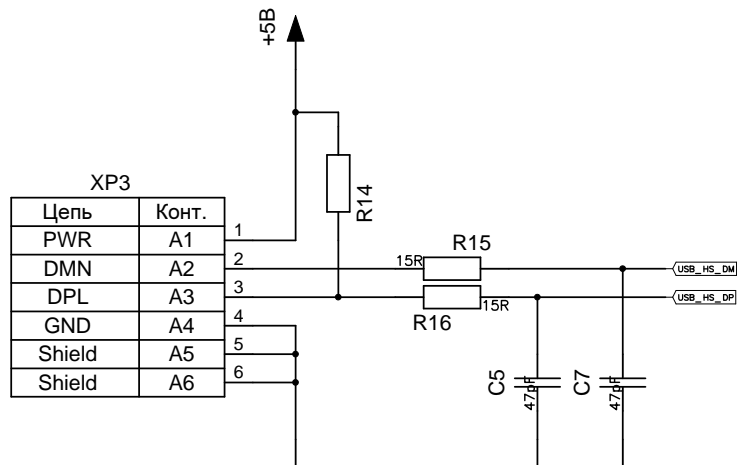 +5В
XP3
Цепь Конт.
PWR A1 1
DMN A2 2
DPL A3 3
GND A4 4
Shield A5 5
Shield A6 6
R14
15R R15
USB_HS_DM
R16 15R
USB_HS_DP
C5 47pF
C7 47pF